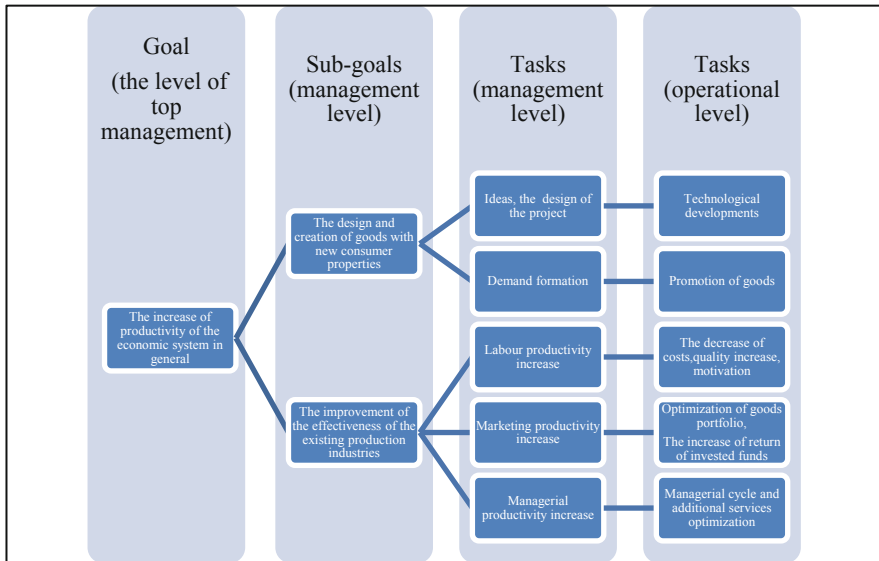 Goal
(the level of
top
management)
Sub-goals
(management
level)
Tasks
(management
level)
Tasks
(operational
level)
The increase of
productivity of the
economic system in
general
The design and
creation of goods with
new consumer
properties
The improvement of
the effectiveness of the
existing production
industries
Ideas, the design of
the project
Demand formation
Labour productivity
increase
Marketing productivity
increase
Managerial
productivity increase
Technological
developments
Promotion of goods
The decrease of
costs,quality increase,
motivation
Optimization of goods
portfolio,
The increase of return
of invested funds
Managerial cycle and
additional services
optimization